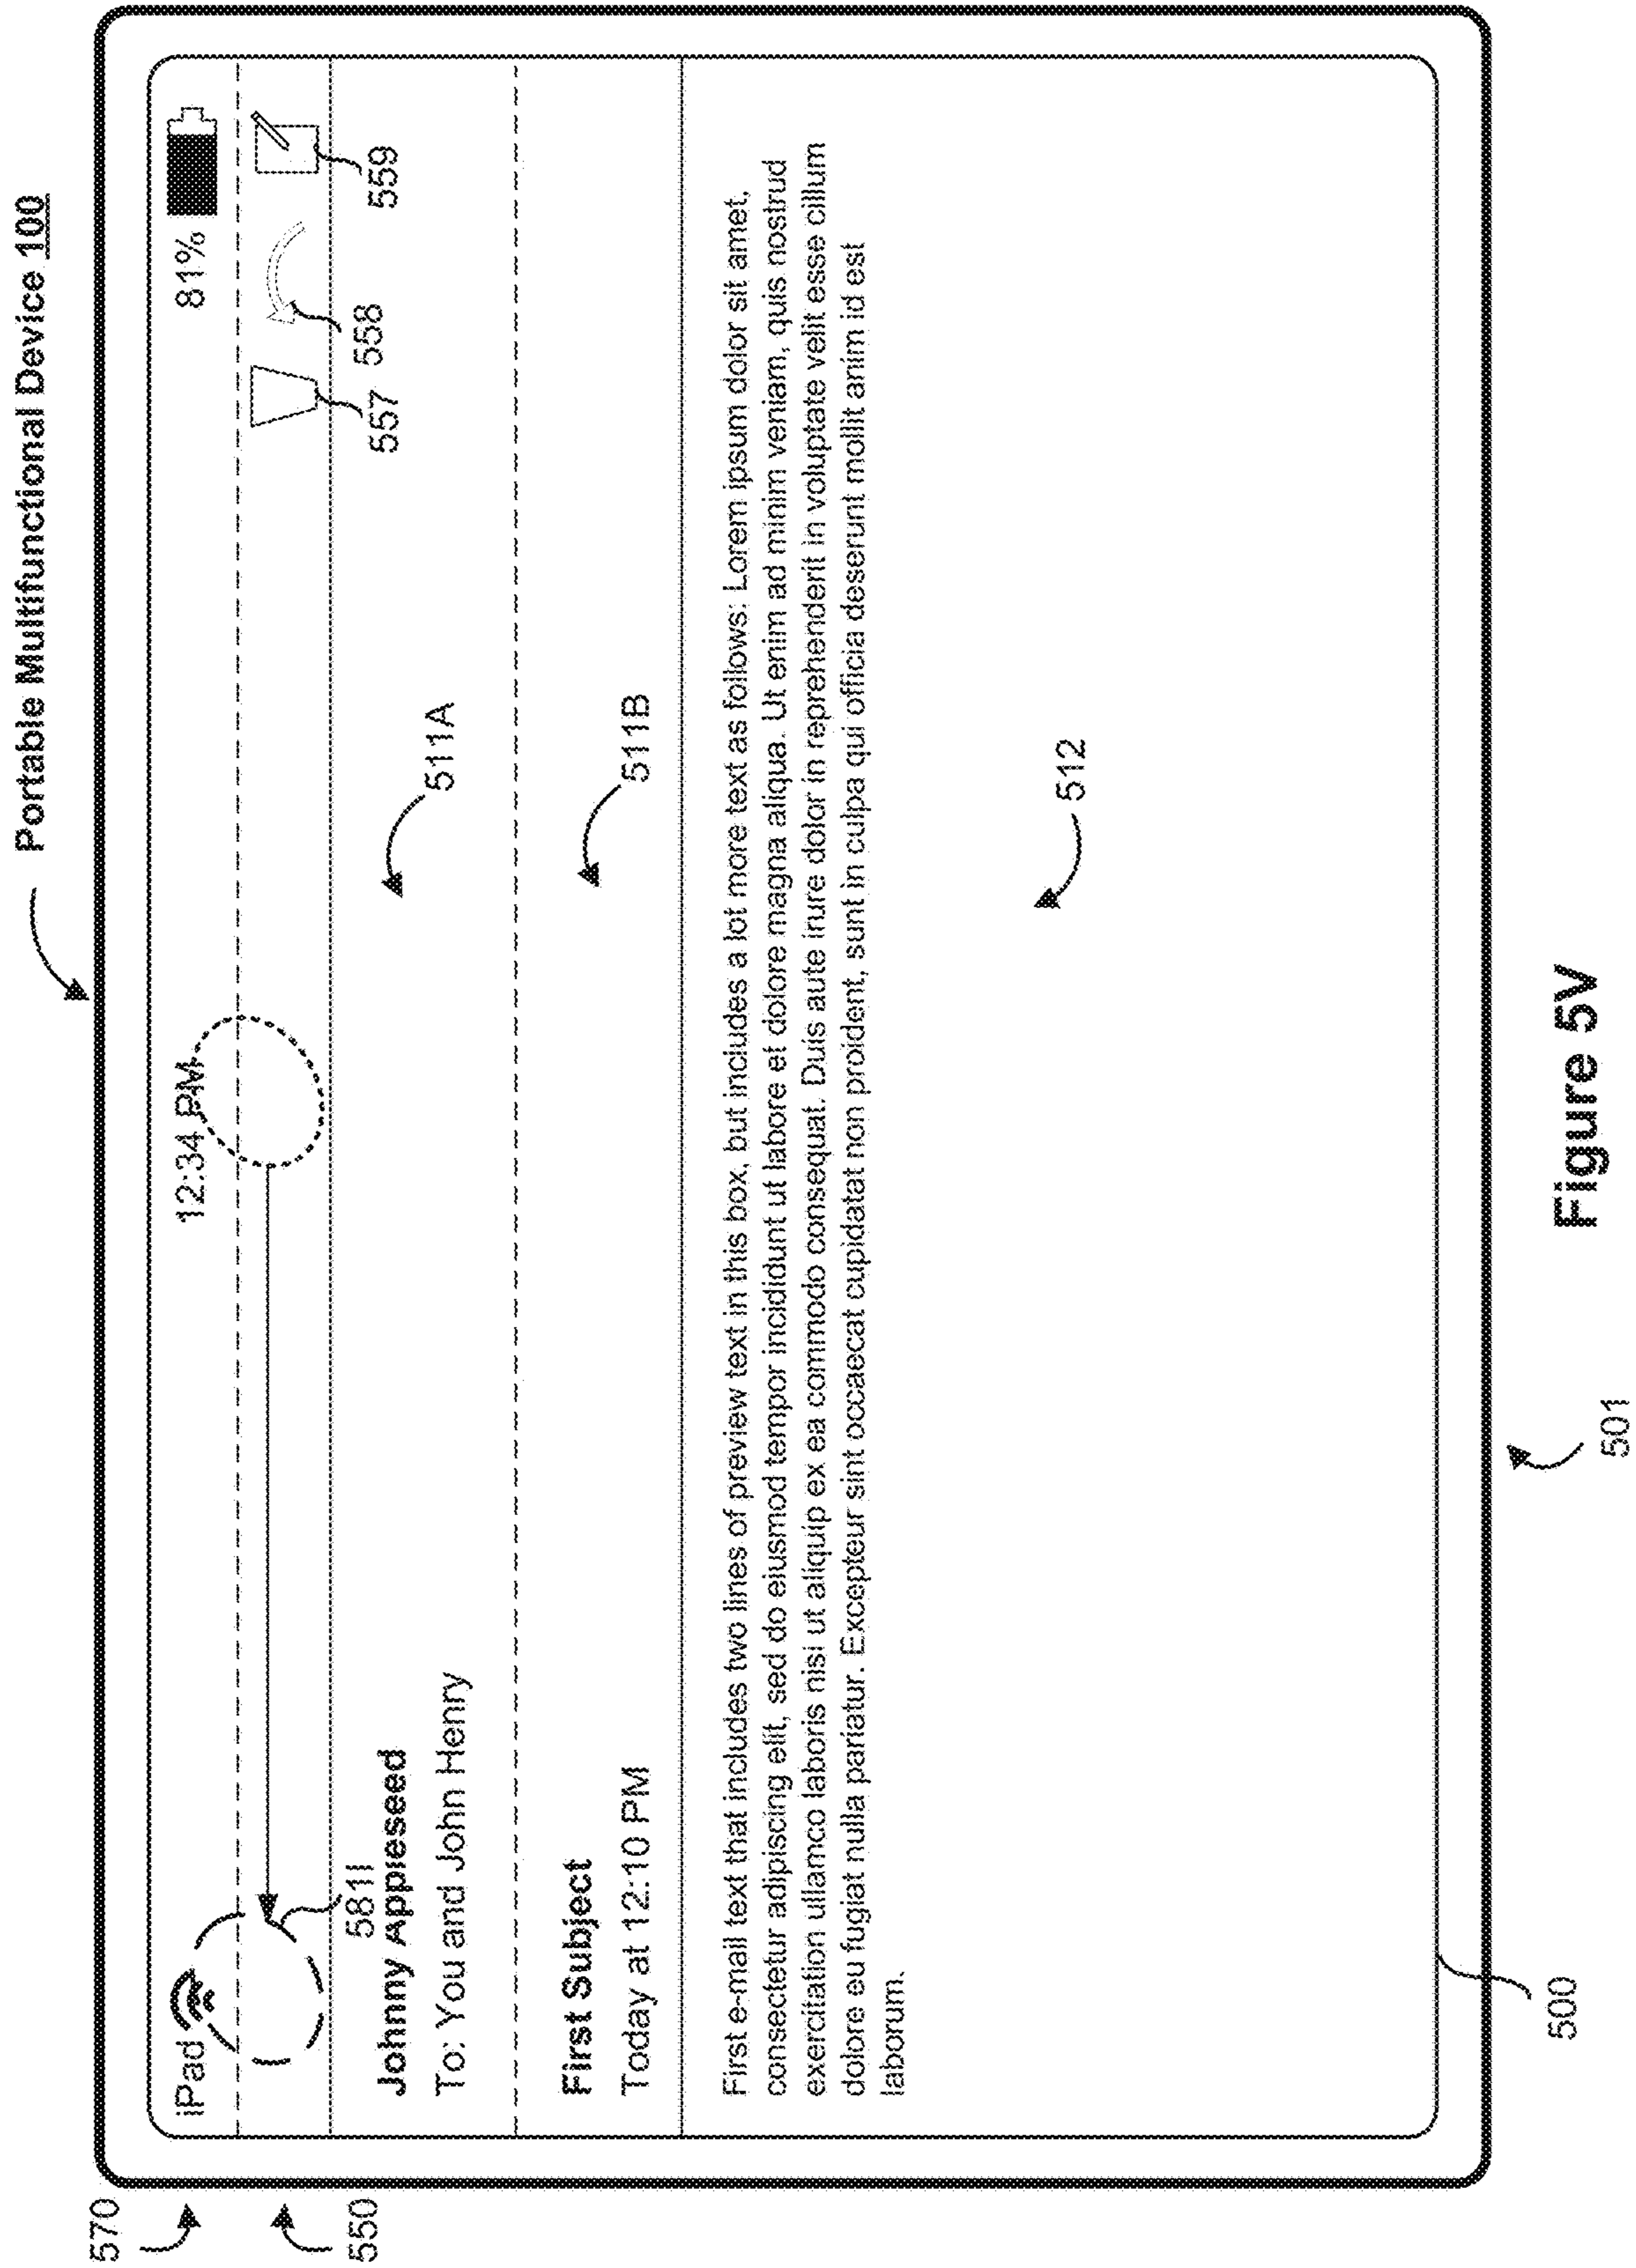 Portable Multifunctional Device 100
570
iPad
12:34 PM
81%
550
581I
557
558
559
Johnny Appleseed
To: You and John Henry
511A
First Subject
Today at 12:10 PM
511B
First e-mail text that includes two lines of preview text in this box, but includes a lot more text as follows: Lorem ipsum dolor sit amet,
consectetur adipiscing elit, sed do eiusmod tempor incididunt ut labore et dolore magna aliqua. Ut enim ad minim veniam, quis nostrud
exercitation ullamco laboris nisi ut aliquip ex ea commodo consequat. Duis aute irure dolor in reprehenderit in voluptate velit esse cillum
dolore eu fugiat nulla pariatur. Excepteur sint occaecat cupidatat non proident, sunt in culpa qui officia deserunt mollit anim id est
laborum.
512
500
501
Figure 5V